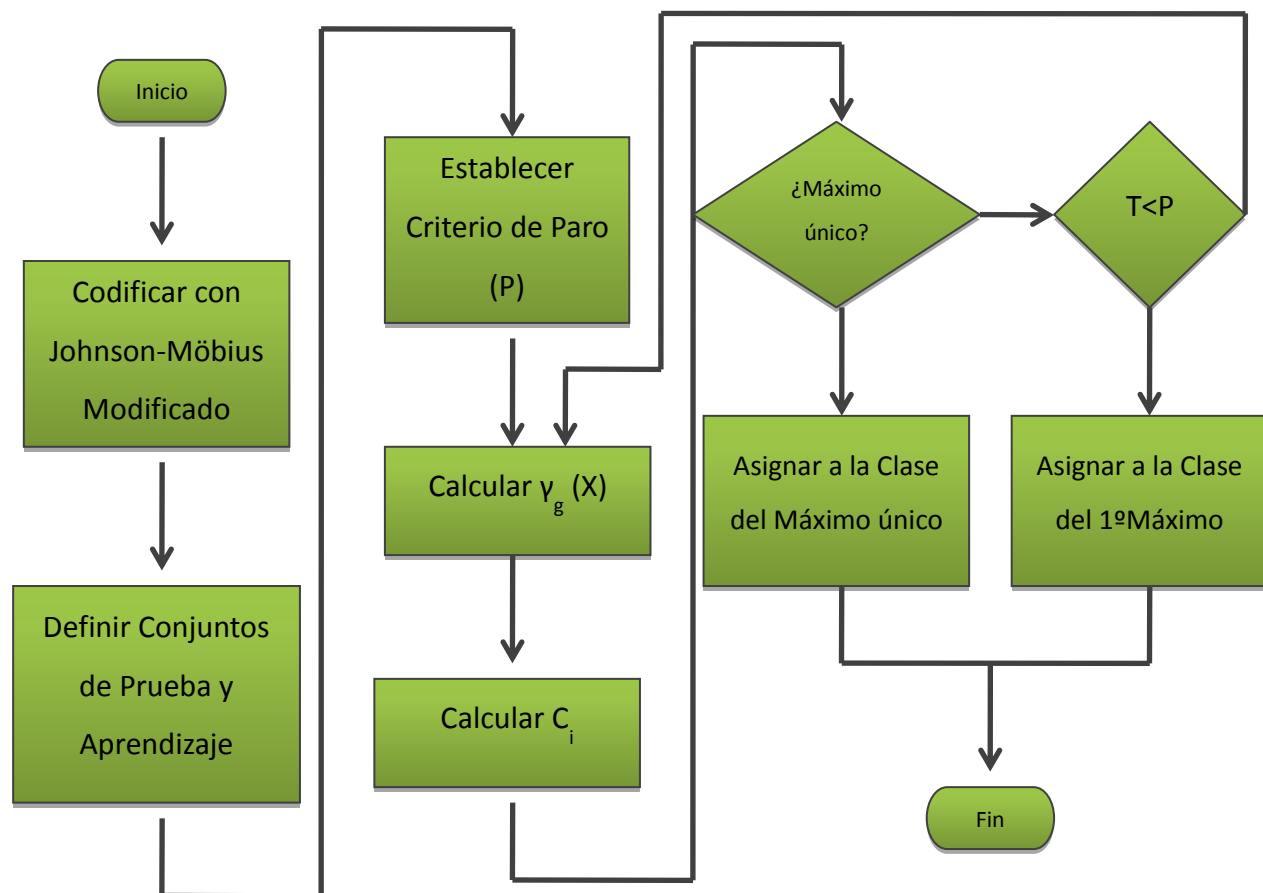 Inicio
Codificar con
Johnson-Möbius
Modificado
Definir Conjuntos
de Prueba y
Aprendizaje
Establecer
Criterio de Paro
(P)
Calcular γg (X)
Calcular Ci
¿Máximo
único?
T<P
Asignar a la Clase
del Máximo único
Asignar a la Clase
del 1ºMáximo
Fin